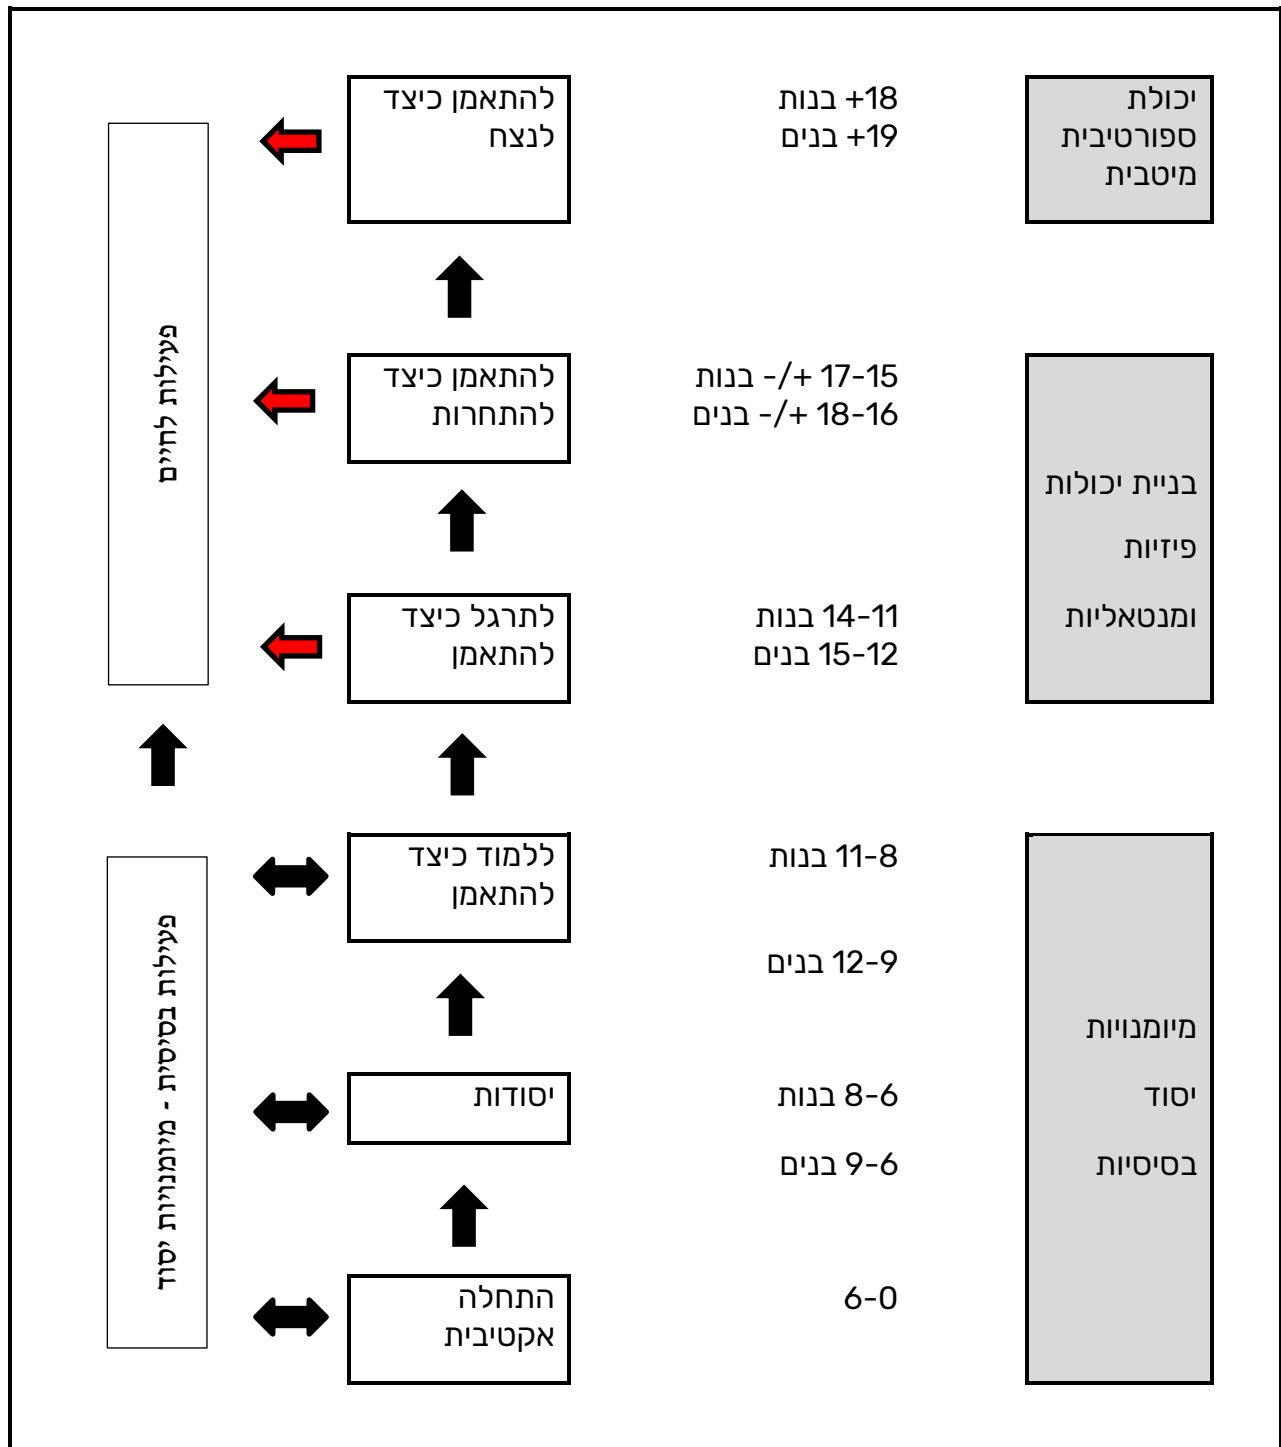 יכולת
ספורטיבית
מיטבית
18+ בנות
19+ בנים
להתאמן כיצד
לנצח
פעילות לחיים
בניית יכולות
פיזיות
ומנטאליות
17-15 +/- בנות
18-16 +/- בנים
להתאמן כיצד
להתחרות
14-11 בנות
15-12 בנים
לתרגל כיצד
להתאמן
מיומנויות
יסוד
בסיסיות
11-8 בנות
12-9 בנים
ללמוד כיצד
להתאמן
8-6 בנות
9-6 בנים
יסודות
6-0
התחלה
אקטיבית
פעילות בסיסית - מיומנויות יסוד